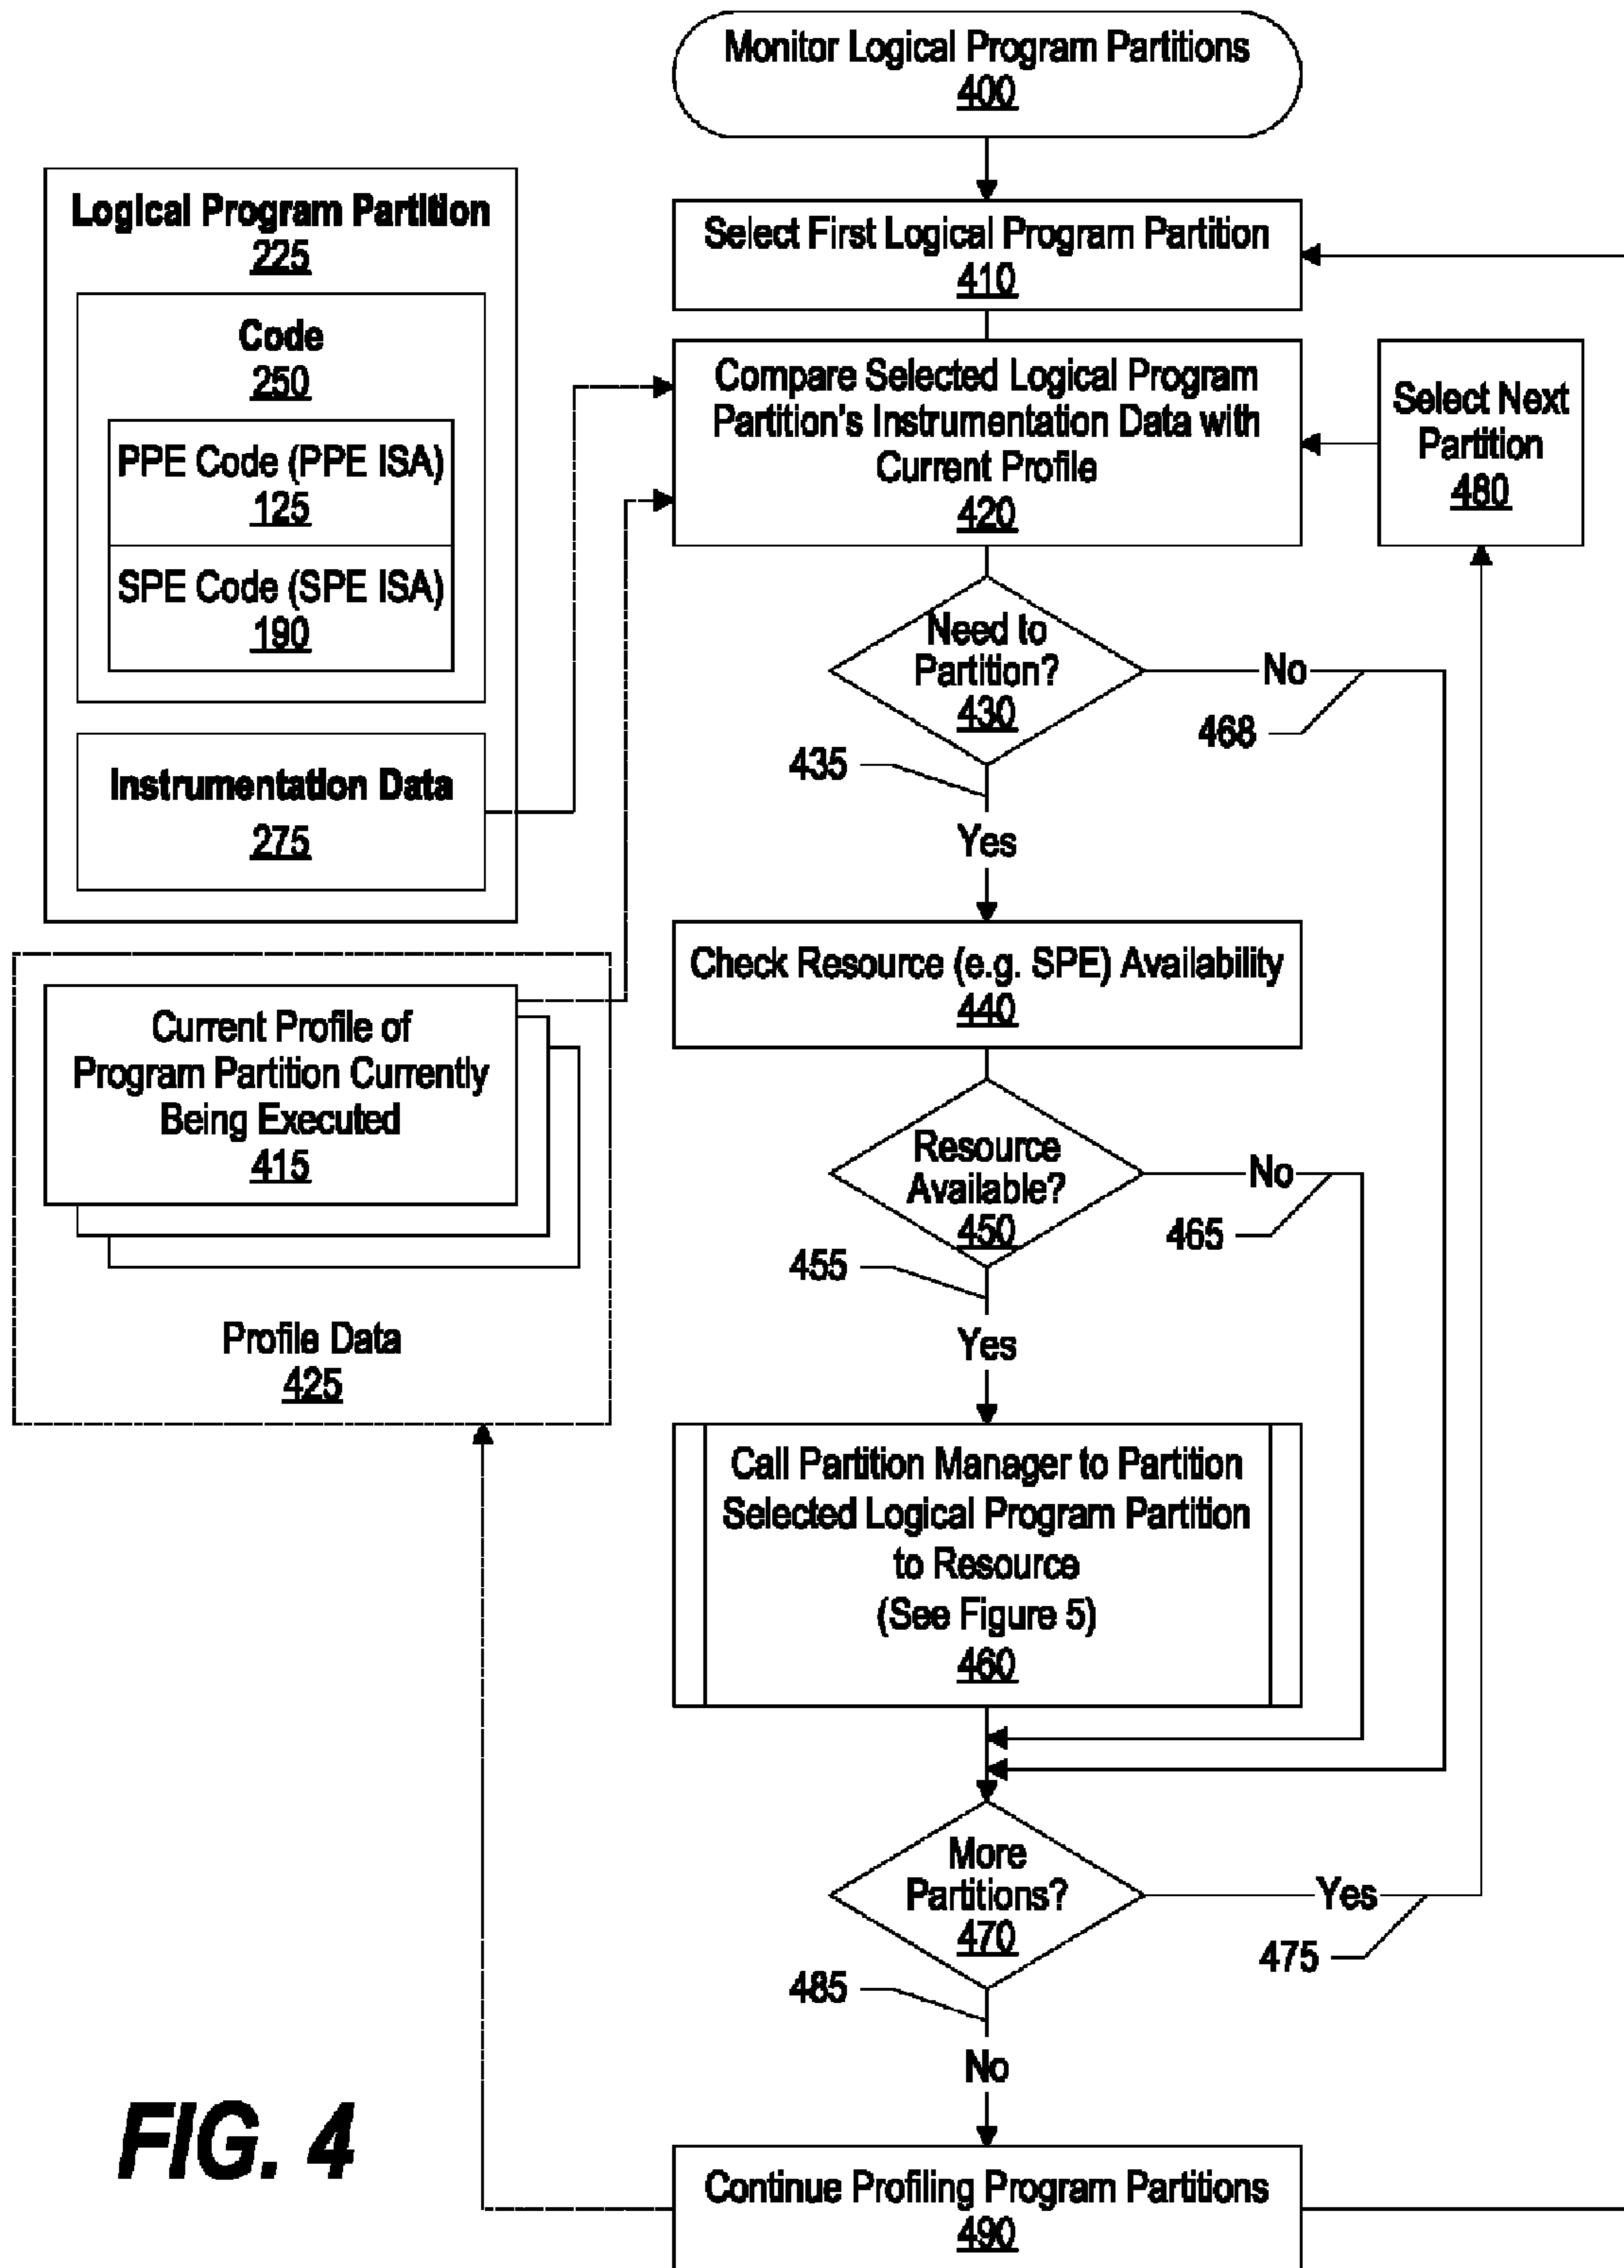 Monitor Logical Program Partitions
400
Logical Program Partition
225
Code
250
PPE Code (PPE ISA)
125
SPE Code (SPE ISA)
190
Instrumentation Data
275
Select First Logical Program Partition
410
Compare Selected Logical Program
Partition's Instrumentation Data with
Current Profile
420
Select Next
Partition
480
Need to
Partition?
430
No
468
435
Yes
Check Resource (e.g. SPE) Availability
440
Current Profile of
Program Partition Currently
Being Executed
415
Profile Data
425
Resource
Available?
450
No
465
455
Yes
Call Partition Manager to Partition
Selected Logical Program Partition
to Resource
(See Figure 5)
460
More
Partitions?
470
Yes
475
485
No
Continue Profiling Program Partitions
490
FIG. 4